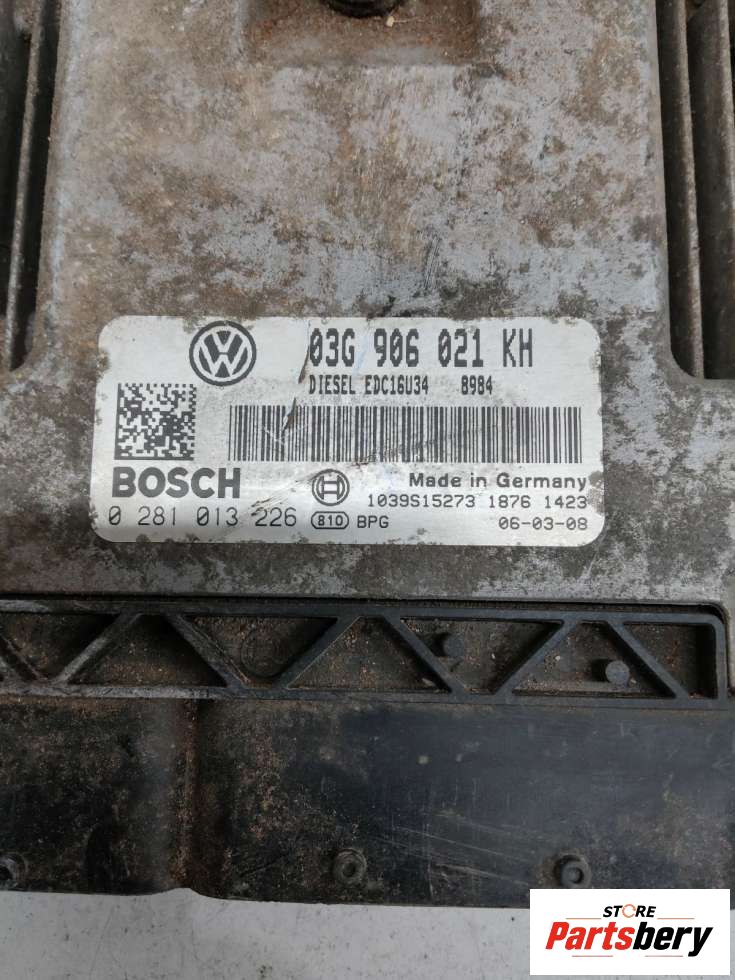 03G 906 021 KH
DIESEL EDC16U34 8984
BOSCH
Made in Germany
1039S15273 1876 1423
0 281 013 226 810 BPG 06-03-08
STORE
Partsbery